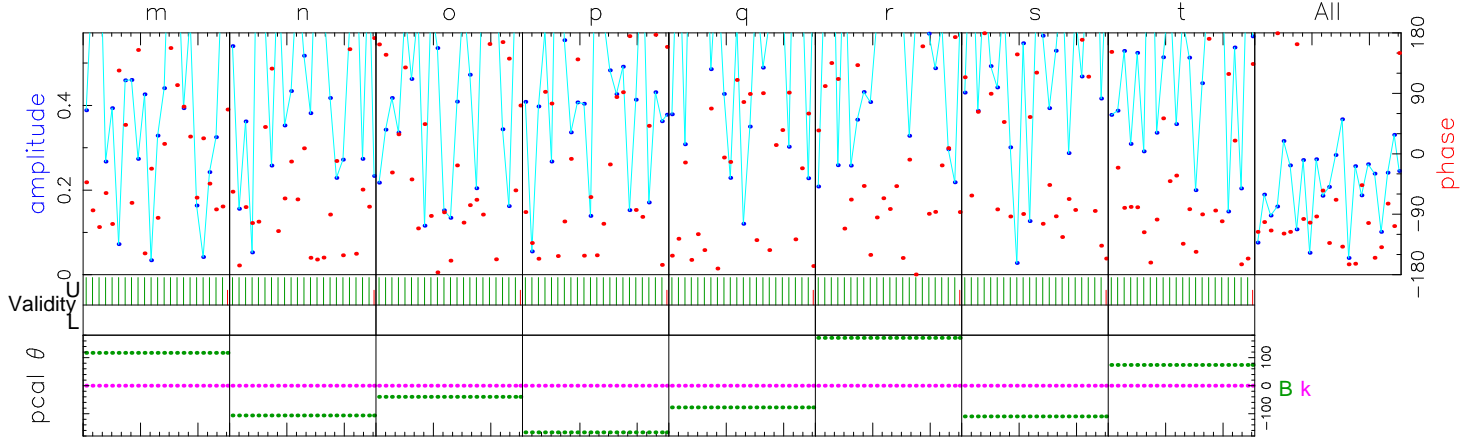 m n o p q r s t All
amplitude
0 0.2 0.4
180 90 0 −90 −180
phase
Validity U L
pcal θ
100 0 −100
B k